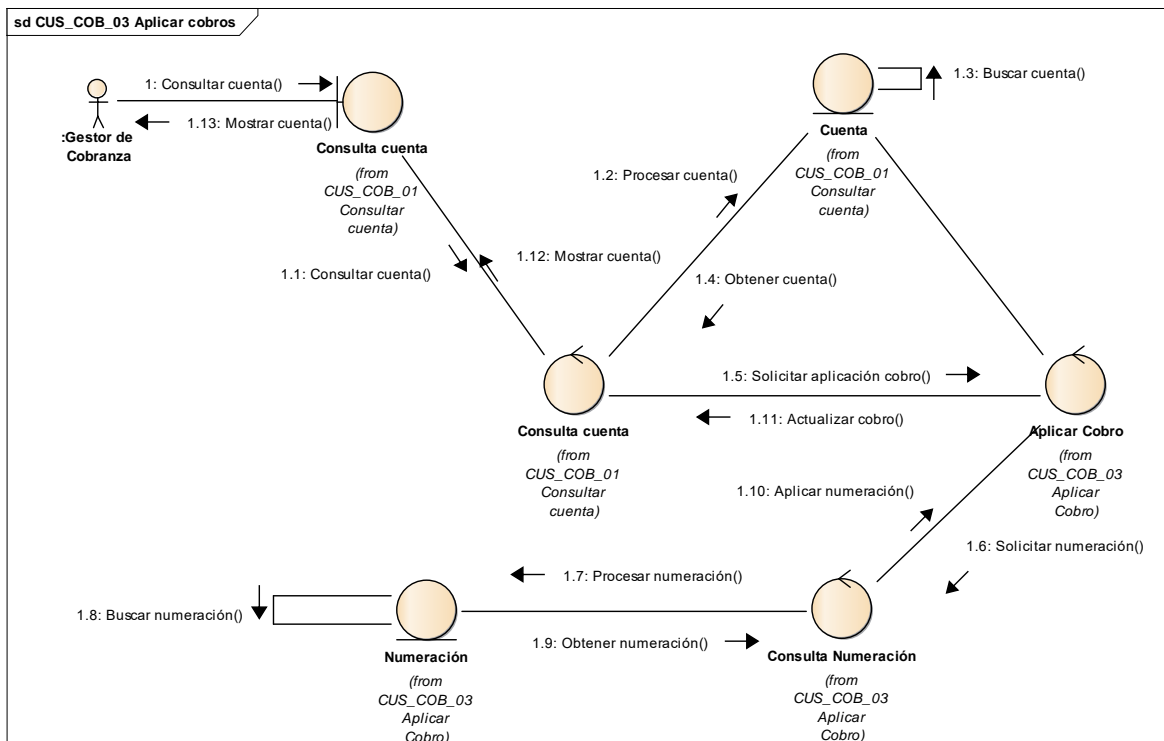 sd CUS_COB_03 Aplicar cobros
1: Consultar cuenta()
1.13: Mostrar cuenta()
:Gestor de
Cobranza
Consulta cuenta
(from
CUS_COB_01
Consultar
cuenta)
1.3: Buscar cuenta()
Cuenta
(from
CUS_COB_01
Consultar
cuenta)
1.2: Procesar cuenta()
1.1: Consultar cuenta()
1.12: Mostrar cuenta()
1.4: Obtener cuenta()
1.5: Solicitar aplicación cobro()
1.11: Actualizar cobro()
Consulta cuenta
(from
CUS_COB_01
Consultar
cuenta)
Aplicar Cobro
(from
CUS_COB_03
Aplicar
Cobro)
1.10: Aplicar numeración()
1.6: Solicitar numeración()
1.7: Procesar numeración()
1.8: Buscar numeración()
1.9: Obtener numeración()
Numeración
(from
CUS_COB_03
Aplicar
Cobro)
Consulta Numeración
(from
CUS_COB_03
Aplicar
Cobro)